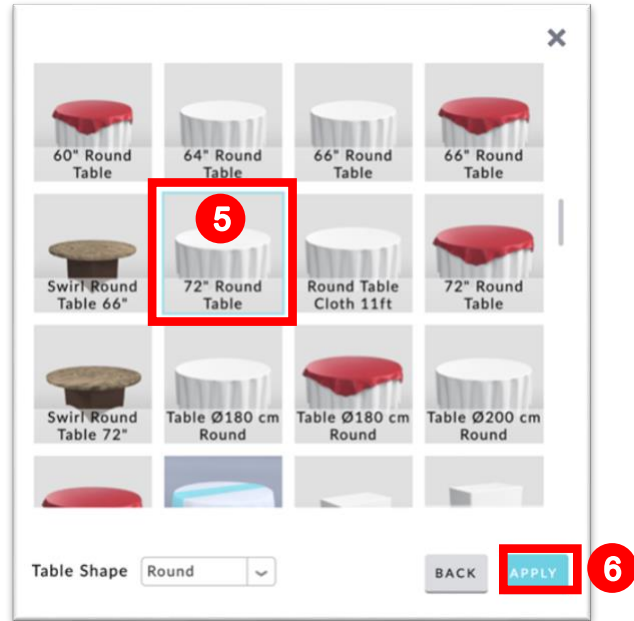 60" Round
Table
64" Round
Table
66" Round
Table
66" Round
Table
5
Swirl Round
Table 66"
72" Round
Table
Round Table
Cloth 11ft
72" Round
Table
Swirl Round
Table 72"
Table Ø180 cm
Round
Table Ø180 cm
Round
Table Ø200 cm
Round
Table Shape
Round
BACK
APPLY
6